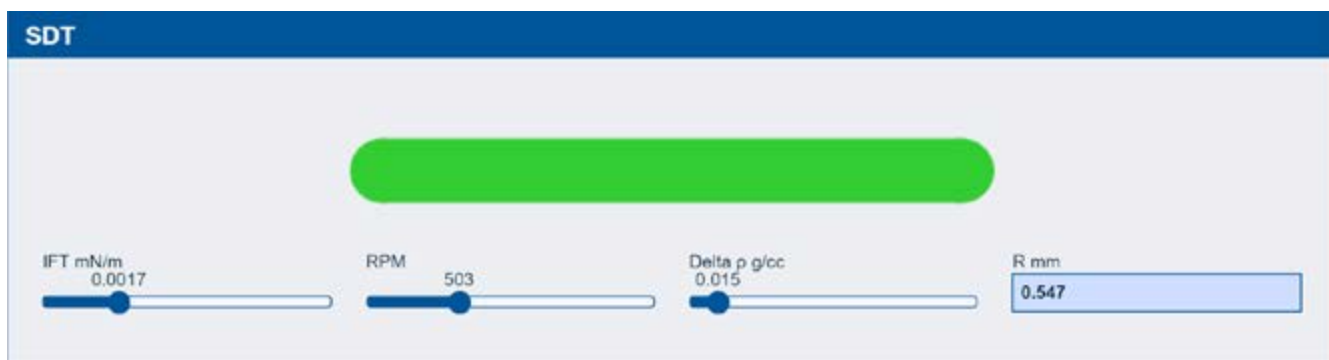 SDT
IFT mN/m
0.0017
RPM
503
Delta ρ g/cc
0.015
R mm
0.547